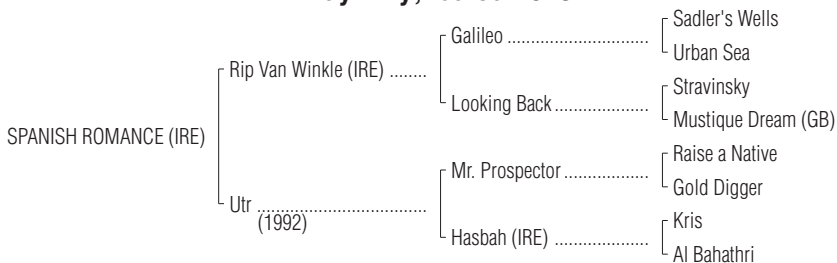 Sadler's Wells
Galileo ..............................
Urban Sea
Rip Van Winkle (IRE) ........
Stravinsky
Looking Back....................
Mustique Dream (GB)
SPANISH ROMANCE (IRE)
Raise a Native
Mr. Prospector ..................
Gold Digger
Utr ....................................
(1992)
Kris
Hasbah (IRE) ....................
Al Bahathri